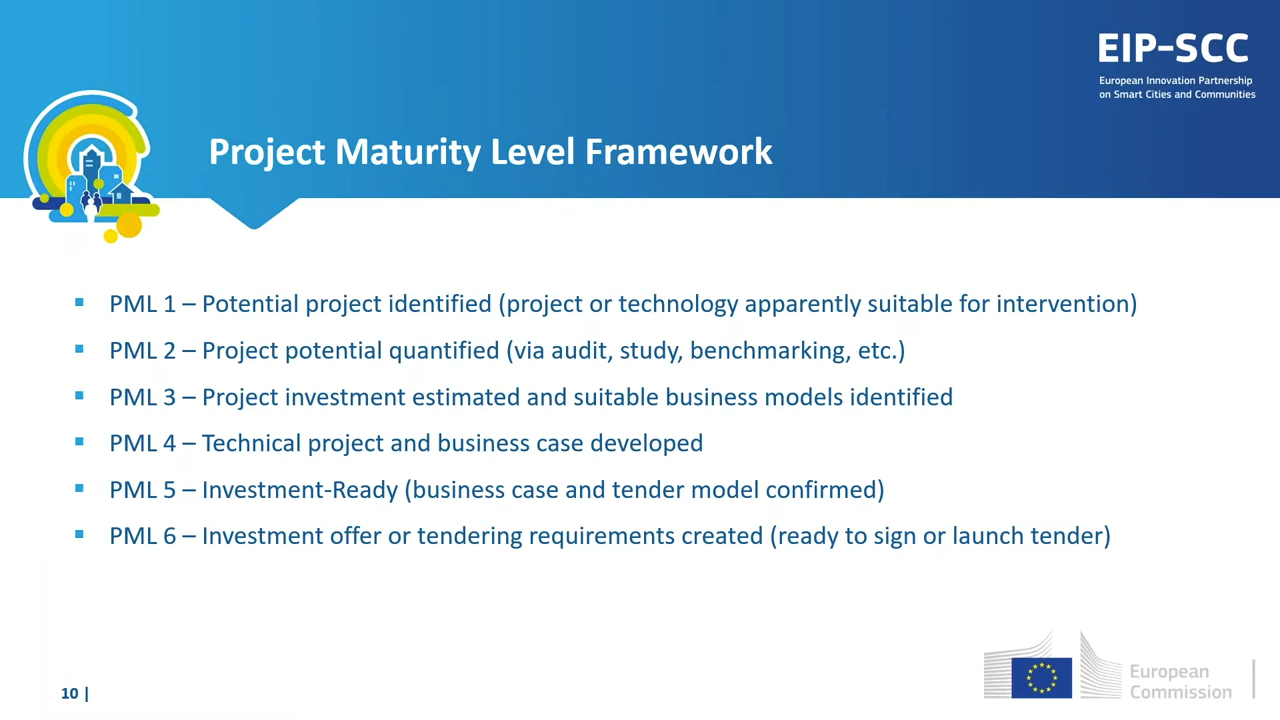 EIP-SCC
European Innovation Partnership
on Smart Cities and Communities
Project Maturity Level Framework
PML 1 – Potential project identified (project or technology apparently suitable for intervention)
PML 2 – Project potential quantified (via audit, study, benchmarking, etc.)
PML 3 – Project investment estimated and suitable business models identified
PML 4 – Technical project and business case developed
PML 5 – Investment-Ready (business case and tender model confirmed)
PML 6 – Investment offer or tendering requirements created (ready to sign or launch tender)
10 |
European
Commission